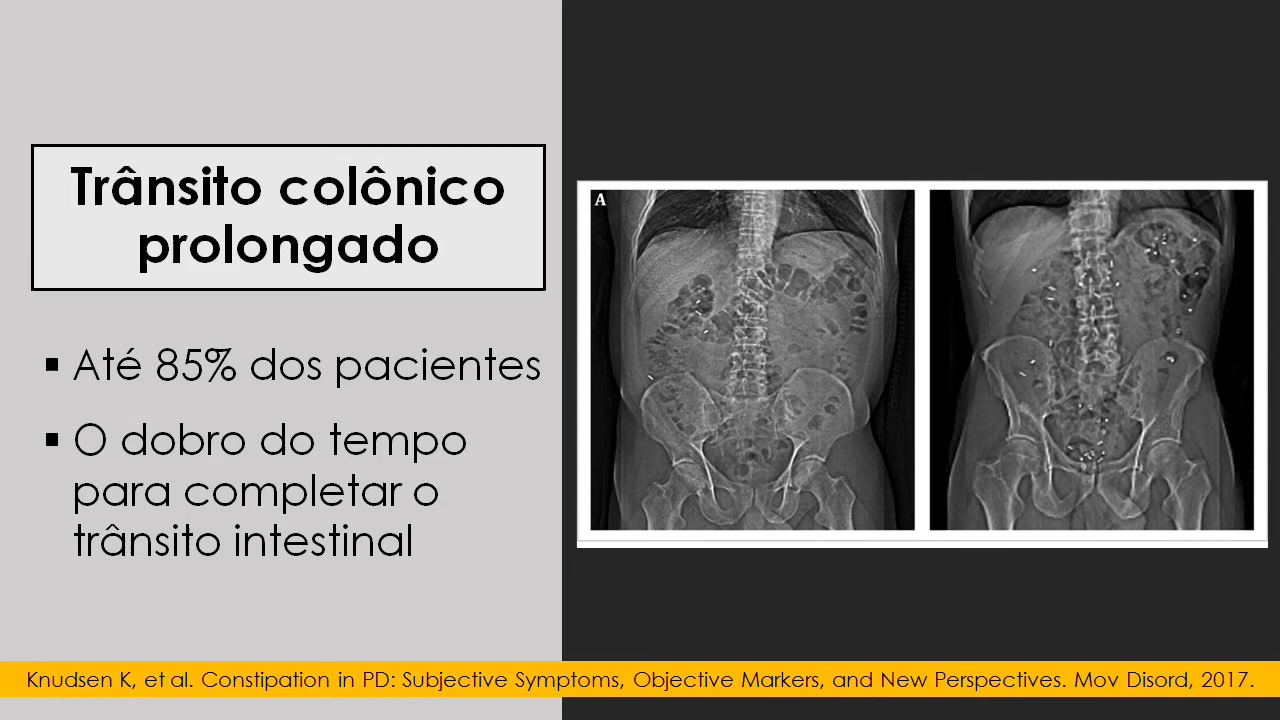 Trânsito colônico
prolongado
▪ Até 85% dos pacientes
▪ O dobro do tempo
para completar o
trânsito intestinal
A
Knudsen K, et al. Constipation in PD: Subjective Symptoms, Objective Markers, and New Perspectives. Mov Disord, 2017.